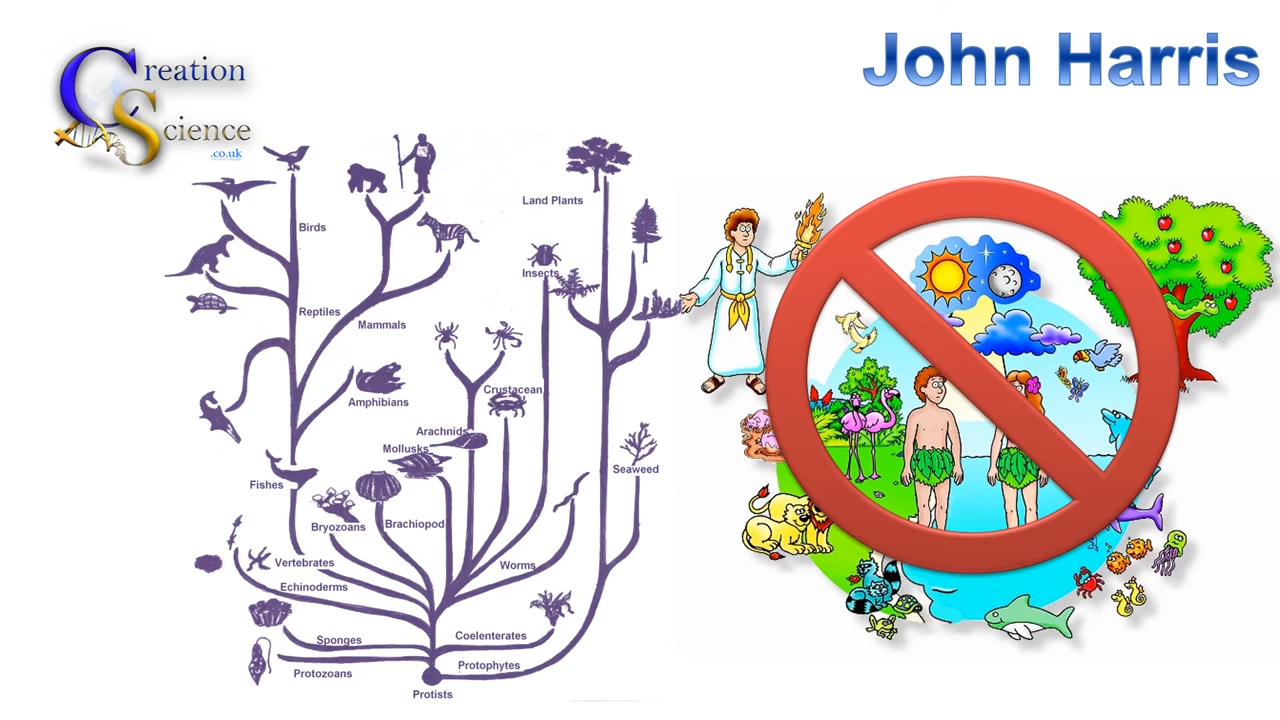 Creation
Science
.co.uk
John Harris
Land Plants
Birds
Insects
Reptiles
Mammals
Crustacean
Amphibians
Arachnids
Mollusks
Seaweed
Fishes
Bryozoans
Brachiopod
Vertebrates
Worms
Echinoderms
Sponges
Coelenterates
Protozoans
Protophytes
Protists